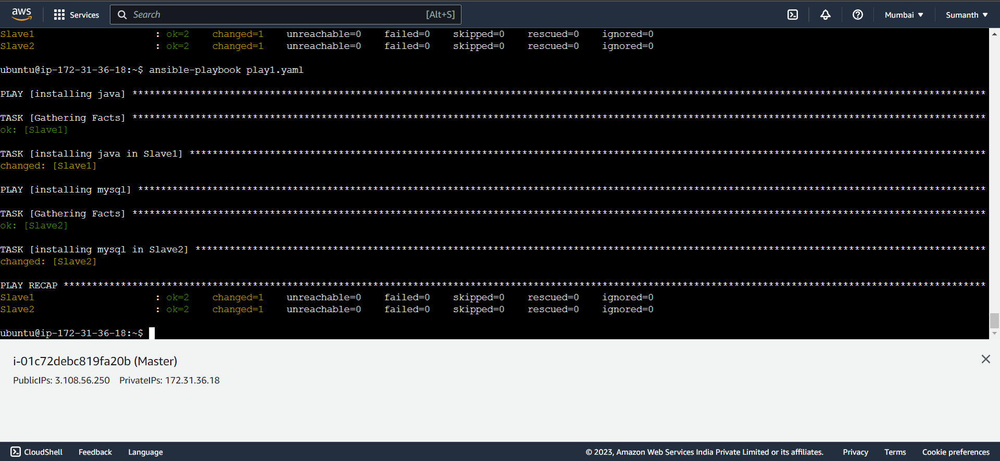 aws Services Search [Alt+S] Mumbai ▼ Sumanth ▼
Slave1 : ok=2 changed=1 unreachable=0 failed=0 skipped=0 rescued=0 ignored=0
Slave2 : ok=2 changed=1 unreachable=0 failed=0 skipped=0 rescued=0 ignored=0
ubuntu@ip-172-31-36-18:~$ ansible-playbook play1.yaml
PLAY [installing java] *****************************************************************************************************************************************************
TASK [Gathering Facts] *****************************************************************************************************************************************************
ok: [Slave1]
TASK [installing java in Slave1] *******************************************************************************************************************************************
changed: [Slave1]
PLAY [installing mysql] ****************************************************************************************************************************************************
TASK [Gathering Facts] *****************************************************************************************************************************************************
ok: [Slave2]
TASK [installing mysql in Slave2] ******************************************************************************************************************************************
changed: [Slave2]
PLAY RECAP *****************************************************************************************************************************************************************
Slave1 : ok=2 changed=1 unreachable=0 failed=0 skipped=0 rescued=0 ignored=0
Slave2 : ok=2 changed=1 unreachable=0 failed=0 skipped=0 rescued=0 ignored=0
ubuntu@ip-172-31-36-18:~$
i-01c72debc819fa20b (Master)
PublicIPs: 3.108.56.250 PrivateIPs: 172.31.36.18
CloudShell Feedback Language © 2023, Amazon Web Services India Private Limited or its affiliates. Privacy Terms Cookie preferences